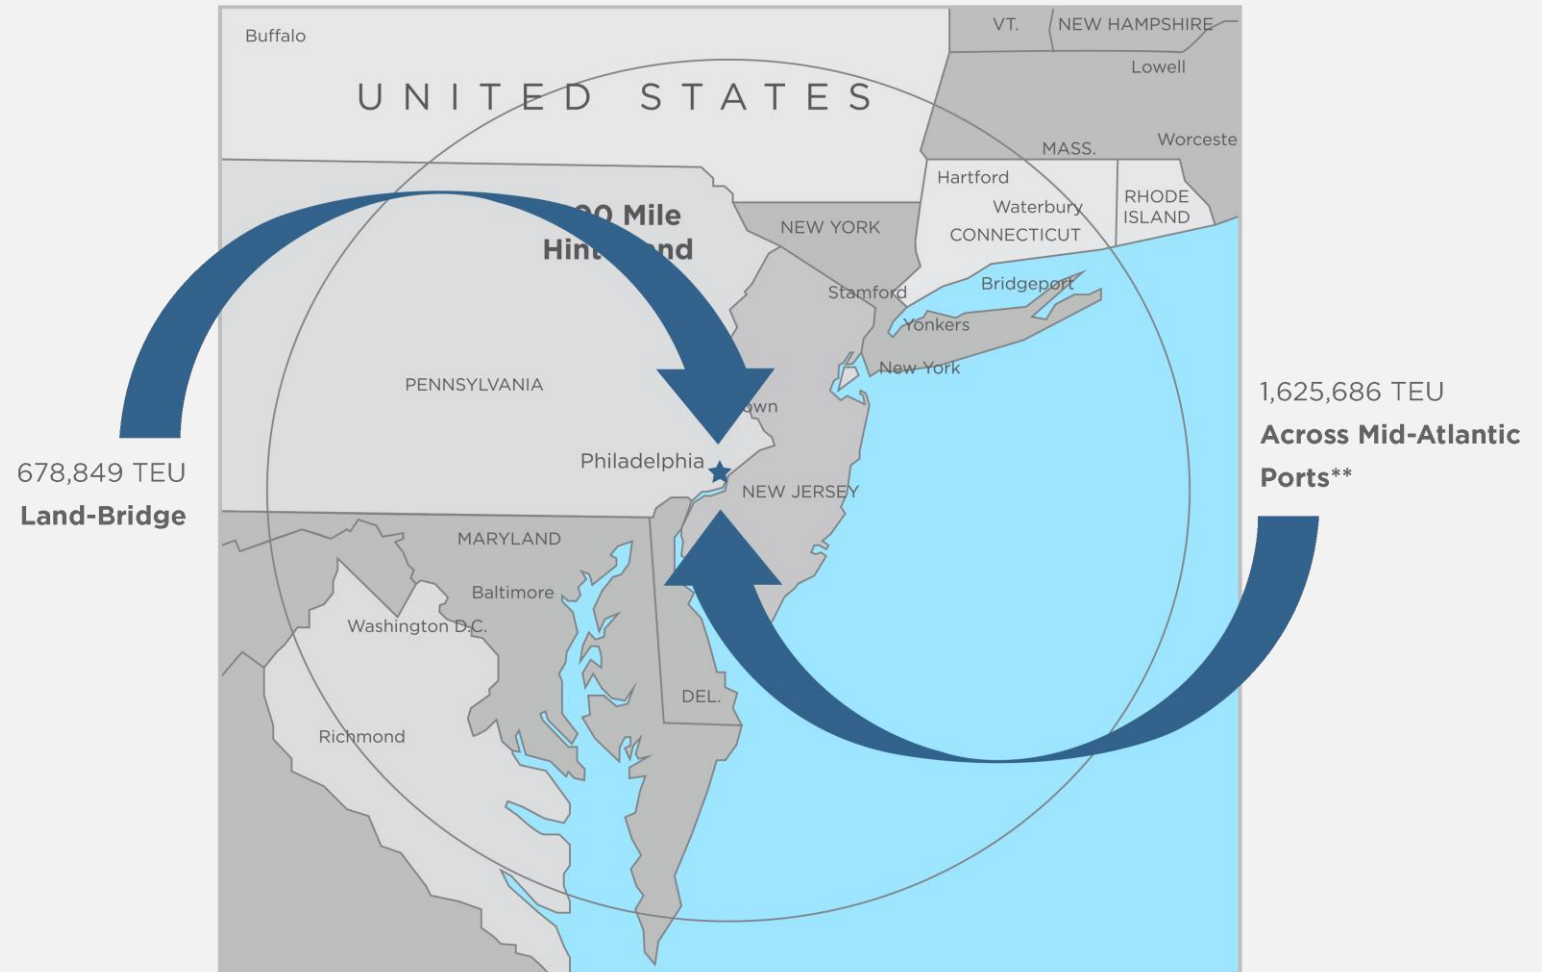 Buffalo
VT.
NEW HAMPSHIRE
Lowell
UNITED STATES
MASS.
Worceste
Hartford
Waterbury
RHODE
ISLAND
CONNECTICUT
00 Mile
NEW YORK
Stamford
Bridgeport
Yonkers
New York
PENNSYLVANIA
1,625,686 TEU
Across Mid-Atlantic
Ports**
678,849 TEU
Land-Bridge
Philadelphia
NEW JERSEY
MARYLAND
Baltimore
Washington D.C.
DEL.
Richmond